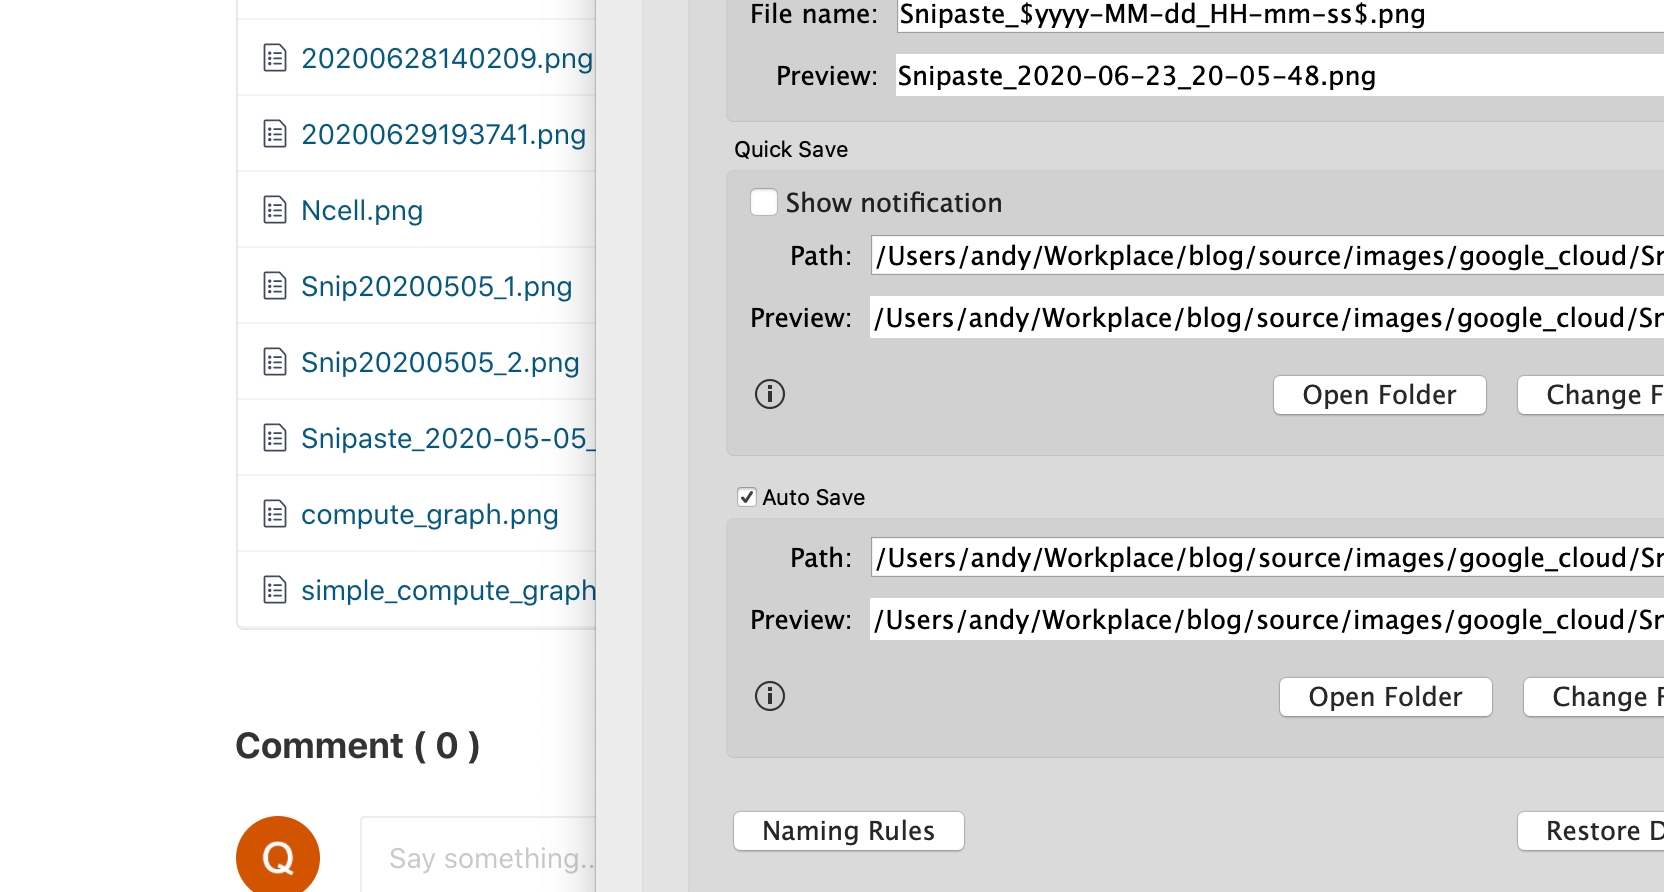 20200628140209.png
20200629193741.png
Ncell.png
Snip20200505_1.png
Snip20200505_2.png
Snipaste_2020-05-05_
compute_graph.png
simple_compute_graph
Comment ( 0 )
Q
Say something..
File name: Snipaste_$yyyy-MM-dd_HH-mm-ss$.png
Preview: Snipaste_2020-06-23_20-05-48.png
Quick Save
Show notification
Path: /Users/andy/Workplace/blog/source/images/google_cloud/Sn
Preview: /Users/andy/Workplace/blog/source/images/google_cloud/Sn
Open Folder Change F
Auto Save
Path: /Users/andy/Workplace/blog/source/images/google_cloud/Sn
Preview: /Users/andy/Workplace/blog/source/images/google_cloud/Sn
Open Folder Change F
Naming Rules Restore D